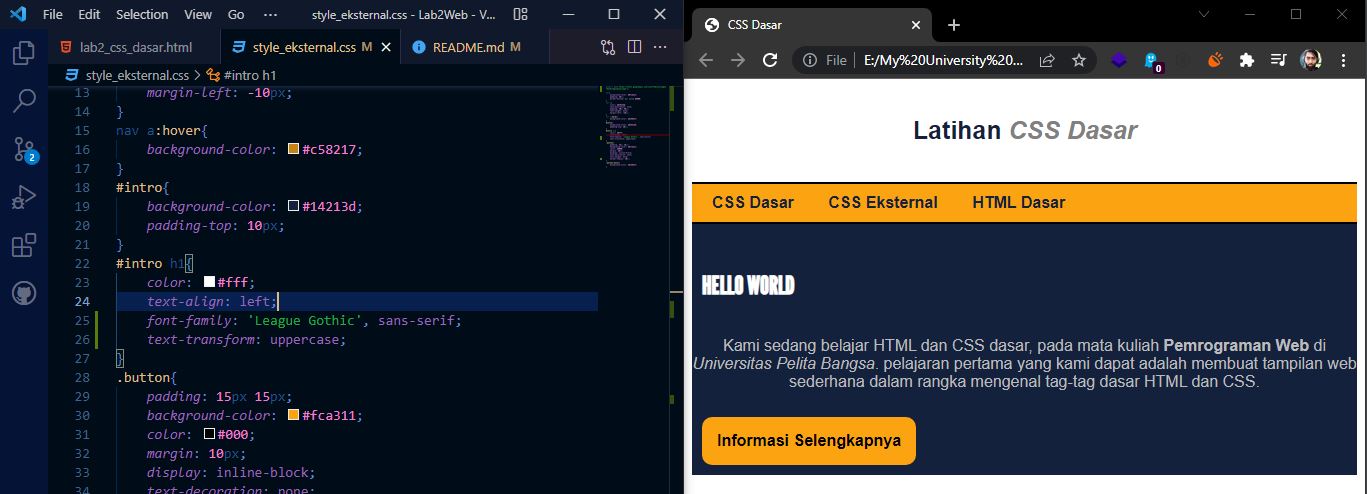 File Edit Selection View Go ··· style_eksternal.css - Lab2Web - V...
lab2_css_dasar.html style_eksternal.css M README.md M
style_eksternal.css > #intro h1
13 margin-left: -10px;
14 }
15 nav a:hover{
16 background-color: #c58217;
17 }
18 #intro{
19 background-color: #14213d;
20 padding-top: 10px;
21 }
22 #intro h1{
23 color: #fff;
24 text-align: left;
25 font-family: 'League Gothic', sans-serif;
26 text-transform: uppercase;
27 }
28 .button{
29 padding: 15px 15px;
30 background-color: #fca311;
31 color: #000;
32 margin: 10px;
33 display: inline-block;
34 text-decoration: none;
2
CSS Dasar
File E:/My%20University%20...
0
Latihan CSS Dasar
CSS Dasar CSS Eksternal HTML Dasar
HELLO WORLD
Kami sedang belajar HTML dan CSS dasar, pada mata kuliah Pemrograman Web di
Universitas Pelita Bangsa. pelajaran pertama yang kami dapat adalah membuat tampilan web
sederhana dalam rangka mengenal tag-tag dasar HTML dan CSS.
Informasi Selengkapnya